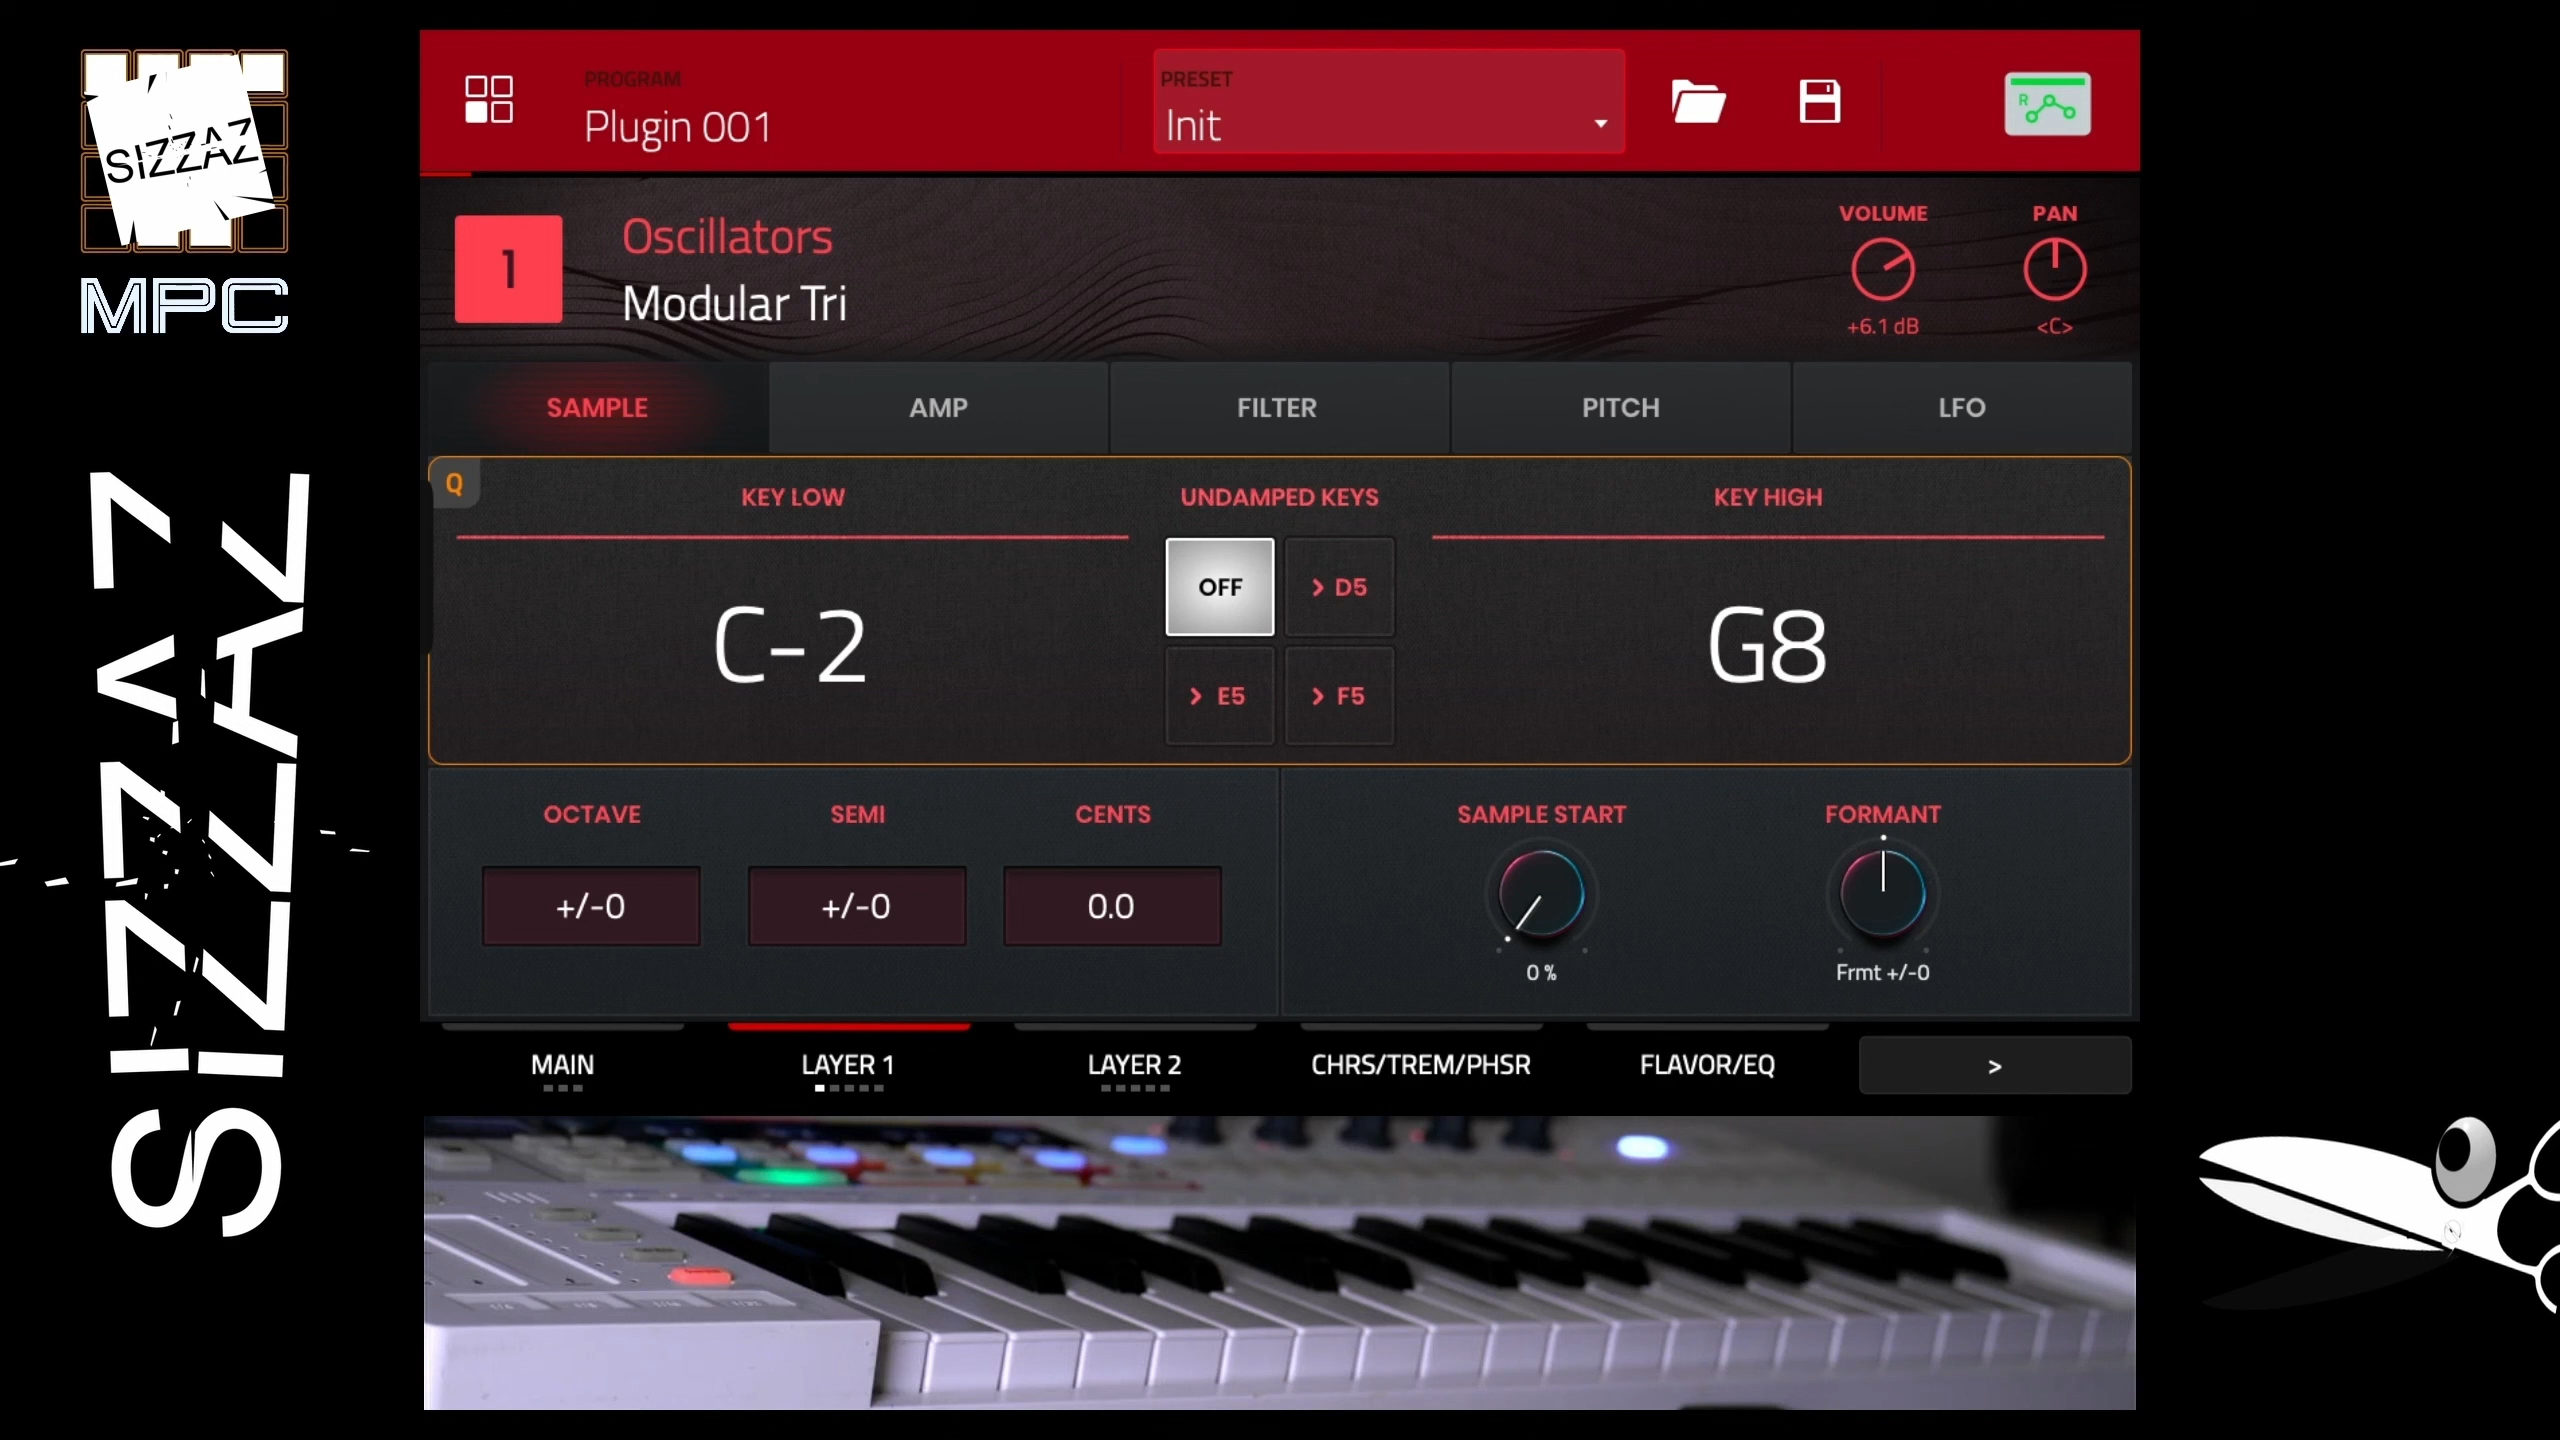 SIZZAZ
MPC
SIZZAZ
PROGRAM
Plugin 001
PRESET
Init
R
1
Oscillators
Modular Tri
VOLUME
+6.1 dB
PAN
<C>
SAMPLE
AMP
FILTER
PITCH
LFO
Q
KEY LOW
C-2
UNDAMPED KEYS
OFF
> D5
> E5
> F5
KEY HIGH
G8
OCTAVE
+/-0
SEMI
+/-0
CENTS
0.0
SAMPLE START
0 %
FORMANT
Frmt +/-0
MAIN
LAYER 1
LAYER 2
CHRS/TREM/PHSR
FLAVOR/EQ
>